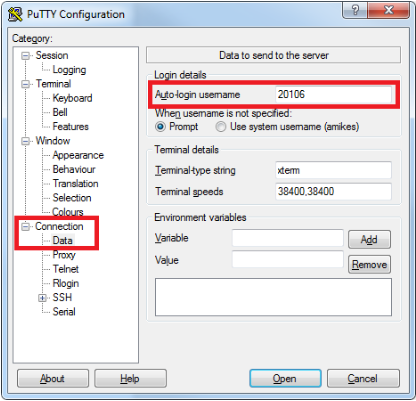 PuTTY Configuration
Category:
Session
Logging
Terminal
Keyboard
Bell
Features
Window
Appearance
Behaviour
Translation
Selection
Colours
Connection
Data
Proxy
Telnet
Rlogin
SSH
Serial
Data to send to the server
Login details
Auto-login username 20106
When username is not specified:
Prompt Use system username (amikes)
Terminal details
Terminal-type string xterm
Terminal speeds 38400,38400
Environment variables
Variable Add
Value Remove
About Help Open Cancel